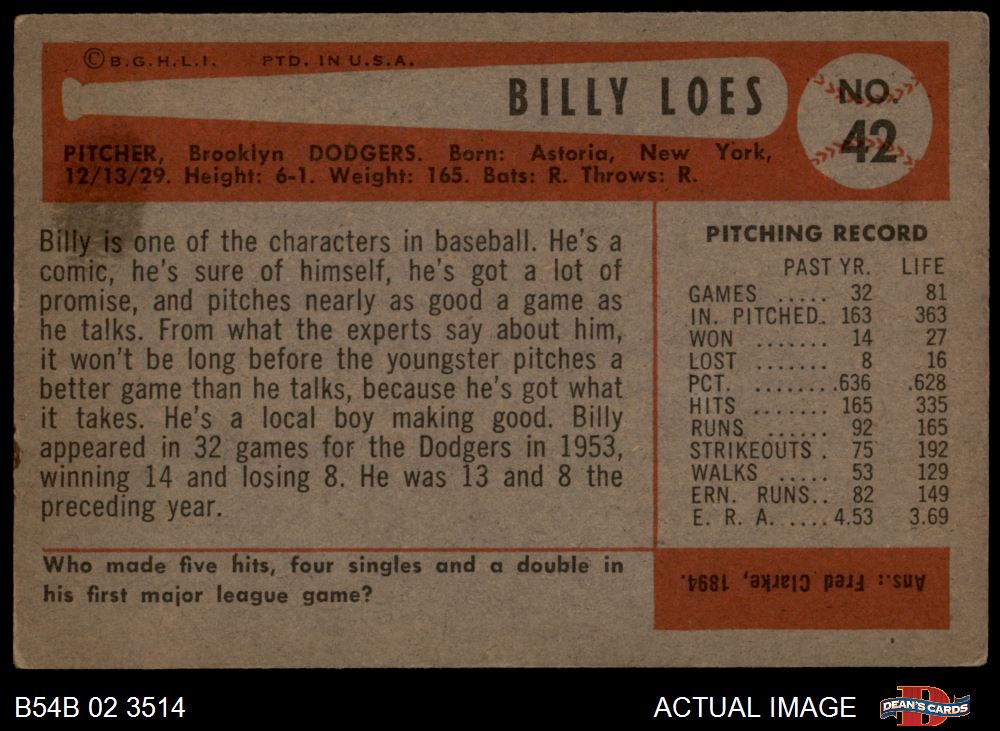 ©B.G.H.L.I. PTD. IN U.S.A.
BILLY LOES
NO.
42
PITCHER, Brooklyn DODGERS. Born: Astoria, New York,
12/13/29. Height: 6-1. Weight: 165. Bats: R. Throws: R.
Billy is one of the characters in baseball. He's a
comic, he's sure of himself, he's got a lot of
promise, and pitches nearly as good a game as
he talks. From what the experts say about him,
it won't be long before the youngster pitches a
better game than he talks, because he's got what
it takes. He's a local boy making good. Billy
appeared in 32 games for the Dodgers in 1953,
winning 14 and losing 8. He was 13 and 8 the
preceding year.
PITCHING RECORD
PAST YR. LIFE
GAMES ..... 32 81
IN. PITCHED. 163 363
WON ....... 14 27
LOST ....... 8 16
PCT. ........ .636 .628
HITS ....... 165 335
RUNS ...... 92 165
STRIKEOUTS . 75 192
WALKS ..... 53 129
ERN. RUNS.. 82 149
E. R. A. ..... 4.53 3.69
Who made five hits, four singles and a double in
his first major league game?
Ans.: Fred Clarke, 1894.
B54B 02 3514
ACTUAL IMAGE
D
DEAN'S CARDS